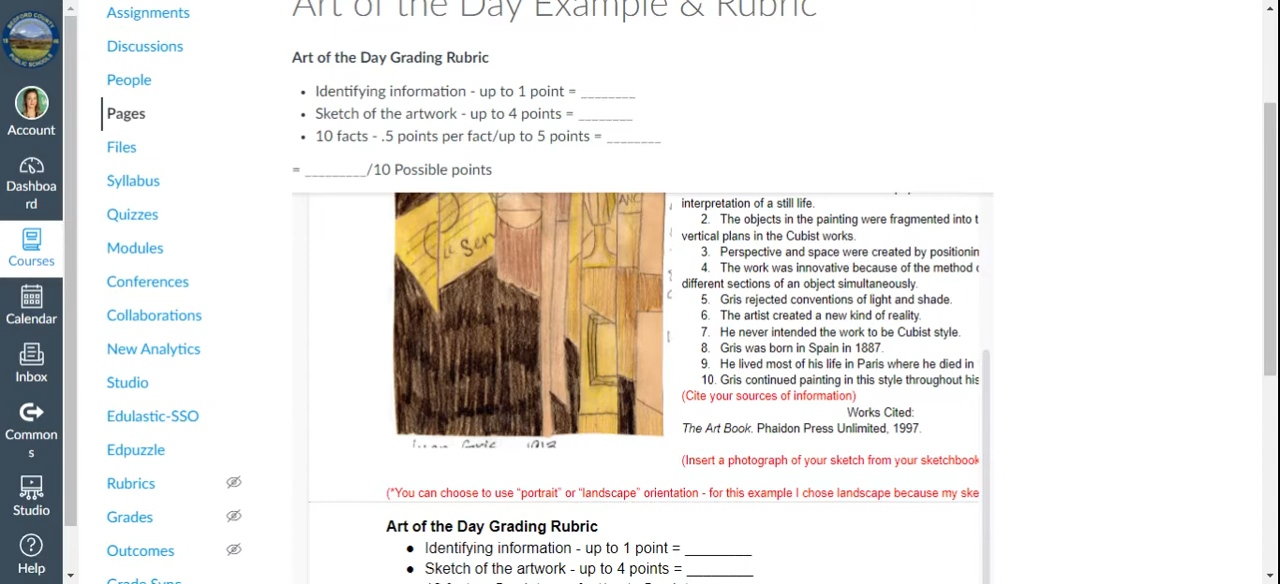 Art of the Day Example & Rubric
BEDFORD COUNTY
PUBLIC SCHOOLS
Account
Dashboa
rd
Courses
Calendar
Inbox
Common
s
Studio
Help
Assignments
Discussions
People
Pages
Files
Syllabus
Quizzes
Modules
Conferences
Collaborations
New Analytics
Studio
Edulastic-SSO
Edpuzzle
Rubrics
Grades
Outcomes
Grade Sync
Art of the Day Grading Rubric
• Identifying information - up to 1 point = ________
• Sketch of the artwork - up to 4 points = ________
• 10 facts - .5 points per fact/up to 5 points = ________
= _________/10 Possible points
interpretation of a still life.
2. The objects in the painting were fragmented into t
vertical plans in the Cubist works.
3. Perspective and space were created by positionin
4. The work was innovative because of the method
different sections of an object simultaneously.
5. Gris rejected conventions of light and shade.
6. The artist created a new kind of reality.
7. He never intended the work to be Cubist style.
8. Gris was born in Spain in 1887.
9. He lived most of his life in Paris where he died in
10. Gris continued painting in this style throughout his
(Cite your sources of information)
Works Cited:
The Art Book. Phaidon Press Unlimited, 1997.
(Insert a photograph of your sketch from your sketchbook
(*You can choose to use “portrait” or “landscape” orientation - for this example I chose landscape because my ske
Art of the Day Grading Rubric
● Identifying information - up to 1 point = ________
● Sketch of the artwork - up to 4 points = ________